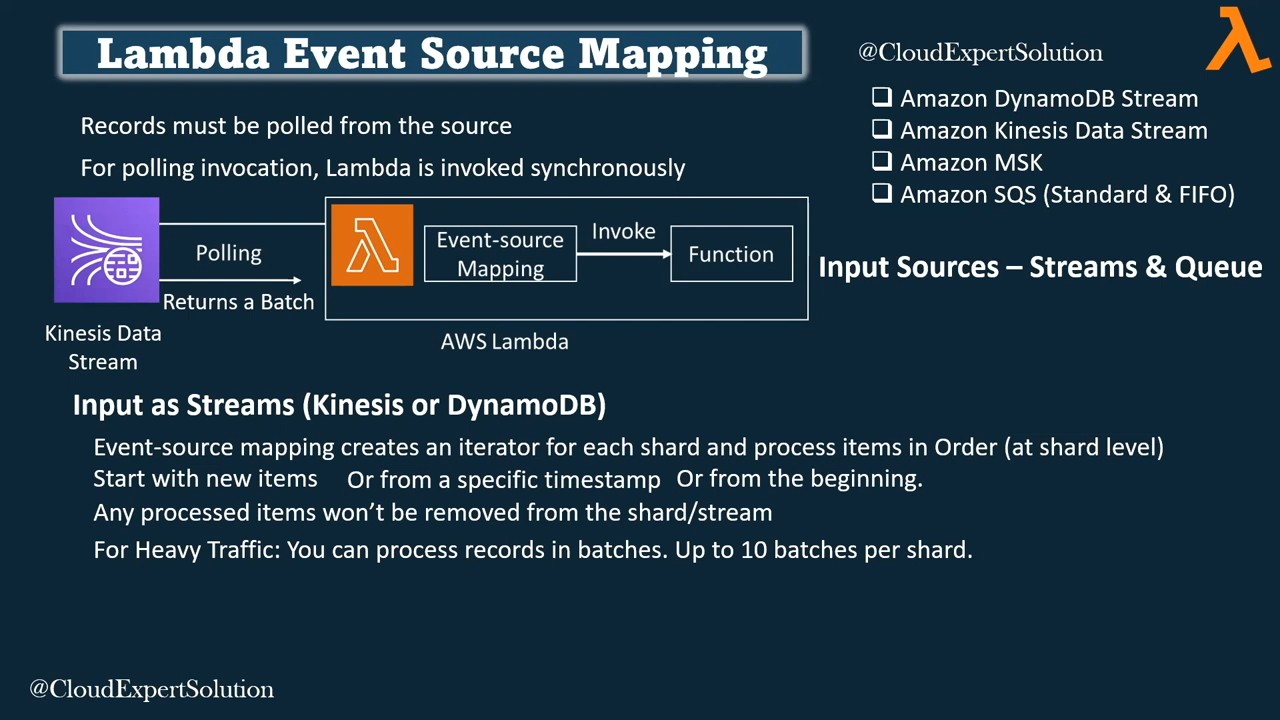 Lambda Event Source Mapping
@CloudExpertSolution
Amazon DynamoDB Stream
Amazon Kinesis Data Stream
Amazon MSK
Amazon SQS (Standard & FIFO)
Records must be polled from the source
For polling invocation, Lambda is invoked synchronously
Polling
Returns a Batch
Kinesis Data
Stream
Event-source
Mapping
Invoke
Function
AWS Lambda
Input Sources – Streams & Queue
Input as Streams (Kinesis or DynamoDB)
Event-source mapping creates an iterator for each shard and process items in Order (at shard level)
Start with new items Or from a specific timestamp Or from the beginning.
Any processed items won’t be removed from the shard/stream
For Heavy Traffic: You can process records in batches. Up to 10 batches per shard.
@CloudExpertSolution